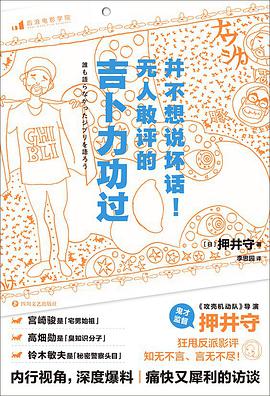 后浪电影学院
并不想说坏话！
无人敢评的
吉卜力功过
誰も語らなかったジブリを語ろう
GHI
BLI
［日］押井守 著
李思园 译
四川文艺出版社
宫崎骏是「宅男始祖」
高畑勋是「臭知识分子」
铃木敏夫是「秘密警察头目」
鬼才
监督
《攻壳机动队》导演
押井守
狂甩反派影评
知无不言、言无不尽！
内行视角，深度爆料
痛快又犀利的访谈